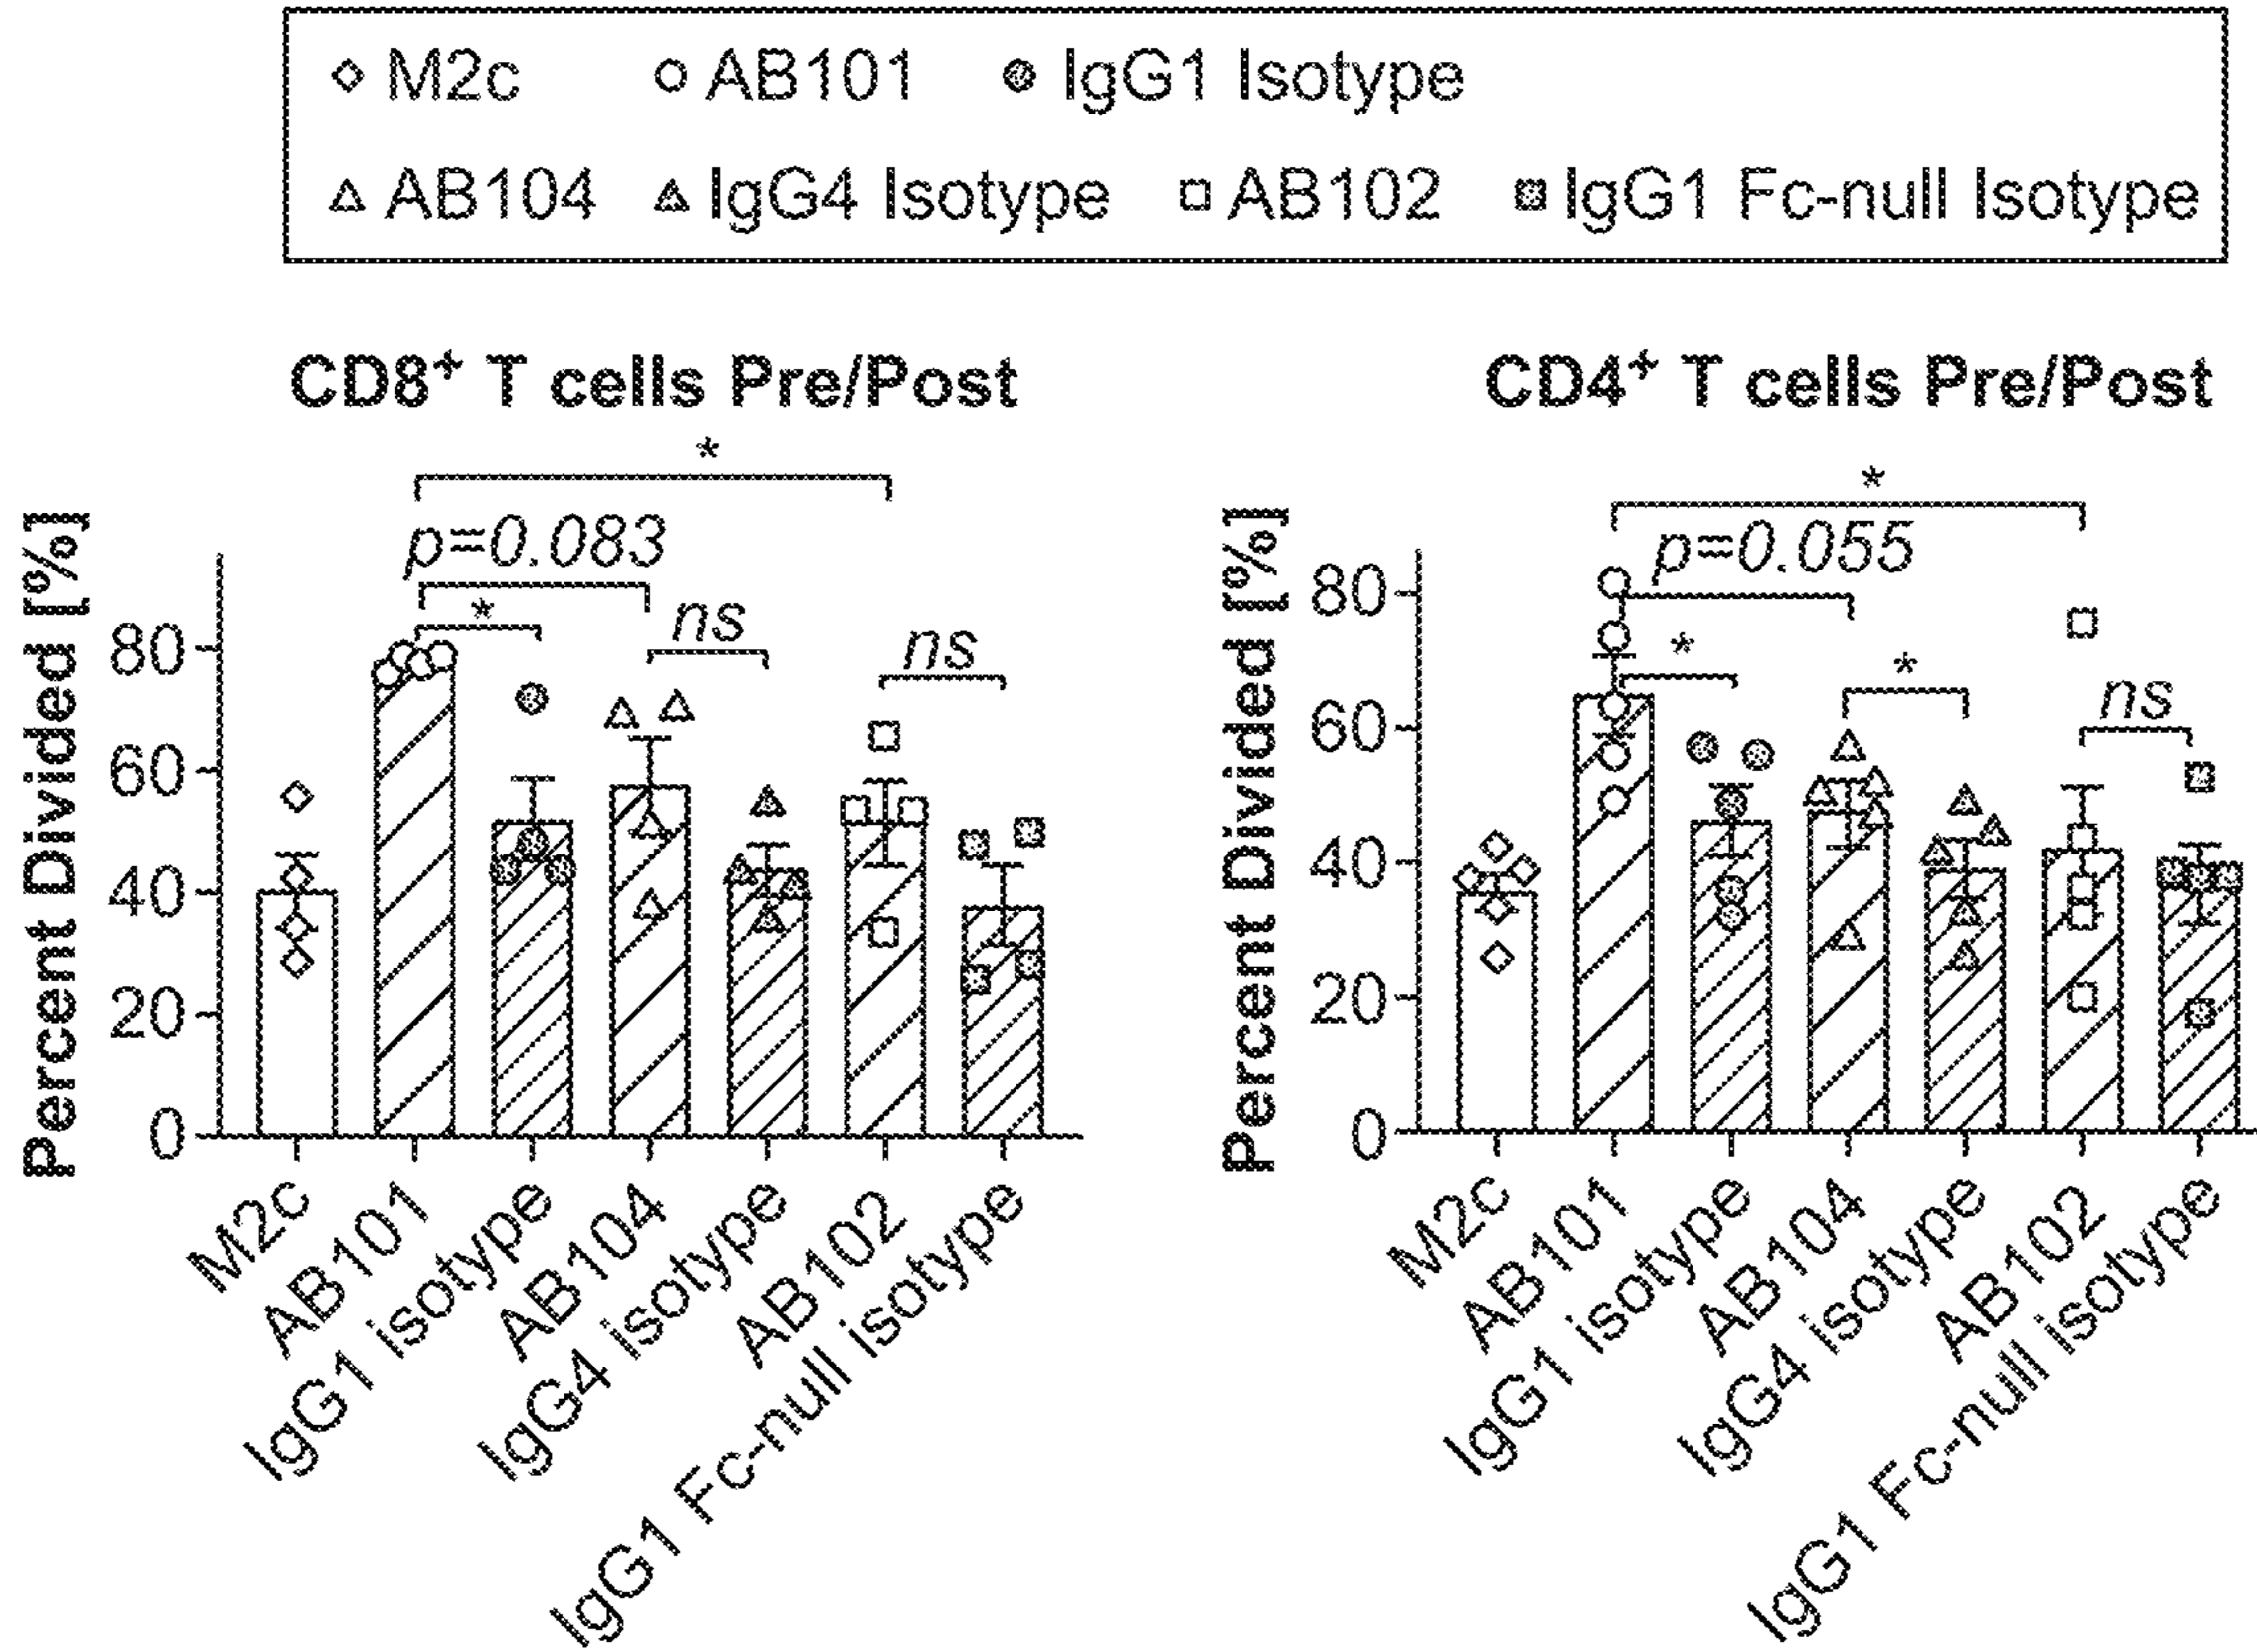 ◇ M2c ○ AB101 ● IgG1 Isotype
△ AB104 ▲ IgG4 Isotype □ AB102 ■ IgG1 Fc-null Isotype
CD8⁺ T cells Pre/Post
*
p=0.083
*
ns
ns
Percent Divided [%]
80
60
40
20
0
M2c
AB101
IgG1 isotype
AB104
IgG4 isotype
AB102
IgG1 Fc-null isotype
CD4⁺ T cells Pre/Post
*
p=0.055
*
*
ns
Percent Divided [%]
80
60
40
20
0
M2c
AB101
IgG1 isotype
AB104
IgG4 isotype
AB102
IgG1 Fc-null isotype